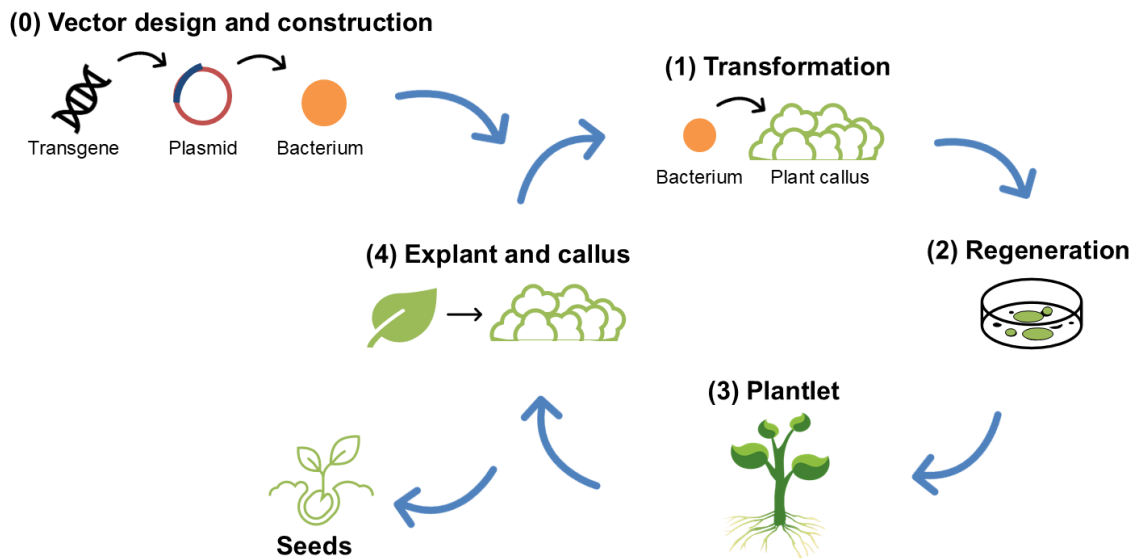 (0) Vector design and construction
Transgene
Plasmid
Bacterium
(1) Transformation
Bacterium
Plant callus
(2) Regeneration
(3) Plantlet
(4) Explant and callus
Seeds